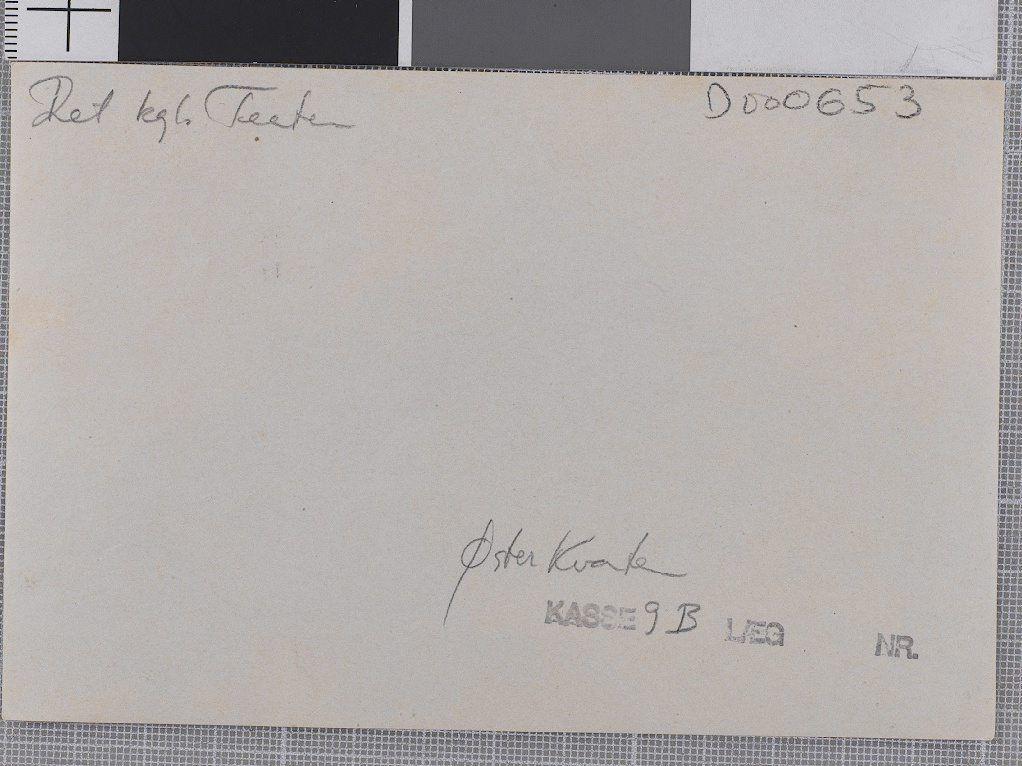 Det kgl. Teater
D000653
Øster Kvarter
KASSE 9 B LÆG NR.